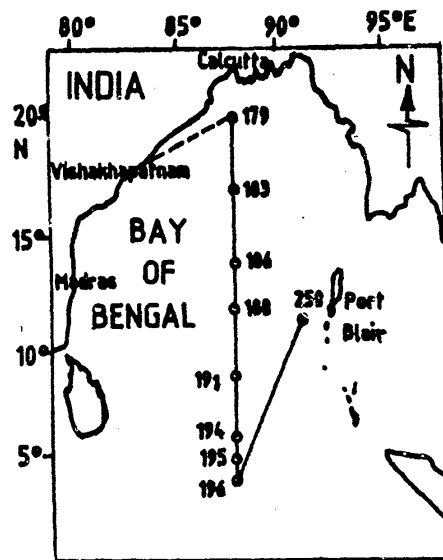 80° 85° 90° 95°E
Calcutta
INDIA
N
20°
N
179
Vishakhapatnam
183
BAY
OF
BENGAL
15°
186
Madras
188
259
Port
Blair
10°
191
194
5°
195
196